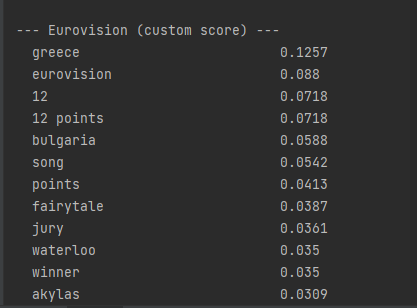 --- Eurovision (custom score) ---
greece 0.1257
eurovision 0.088
12 0.0718
12 points 0.0718
bulgaria 0.0588
song 0.0542
points 0.0413
fairytale 0.0387
jury 0.0361
waterloo 0.035
winner 0.035
akylas 0.0309